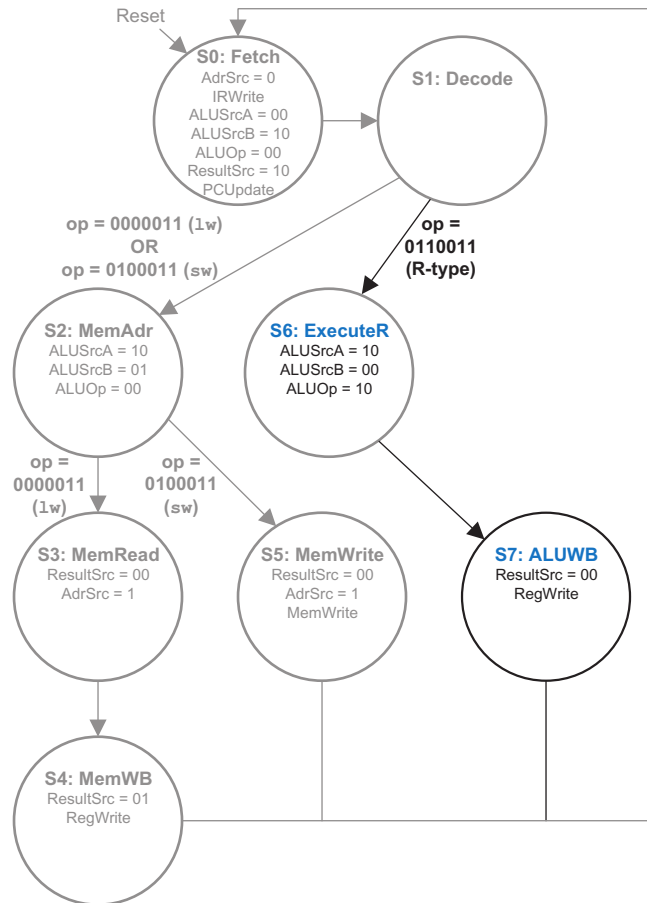 Reset
S0: Fetch
AdrSrc = 0
IRWrite
ALUSrcA = 00
ALUSrcB = 10
ALUOp = 00
ResultSrc = 10
PCUpdate
S1: Decode
op = 0000011 (lw)
OR
op = 0100011 (sw)
op =
0110011
(R-type)
S2: MemAdr
ALUSrcA = 10
ALUSrcB = 01
ALUOp = 00
S6: ExecuteR
ALUSrcA = 10
ALUSrcB = 00
ALUOp = 10
op =
0000011
(lw)
op =
0100011
(sw)
S3: MemRead
ResultSrc = 00
AdrSrc = 1
S5: MemWrite
ResultSrc = 00
AdrSrc = 1
MemWrite
S7: ALUWB
ResultSrc = 00
RegWrite
S4: MemWB
ResultSrc = 01
RegWrite